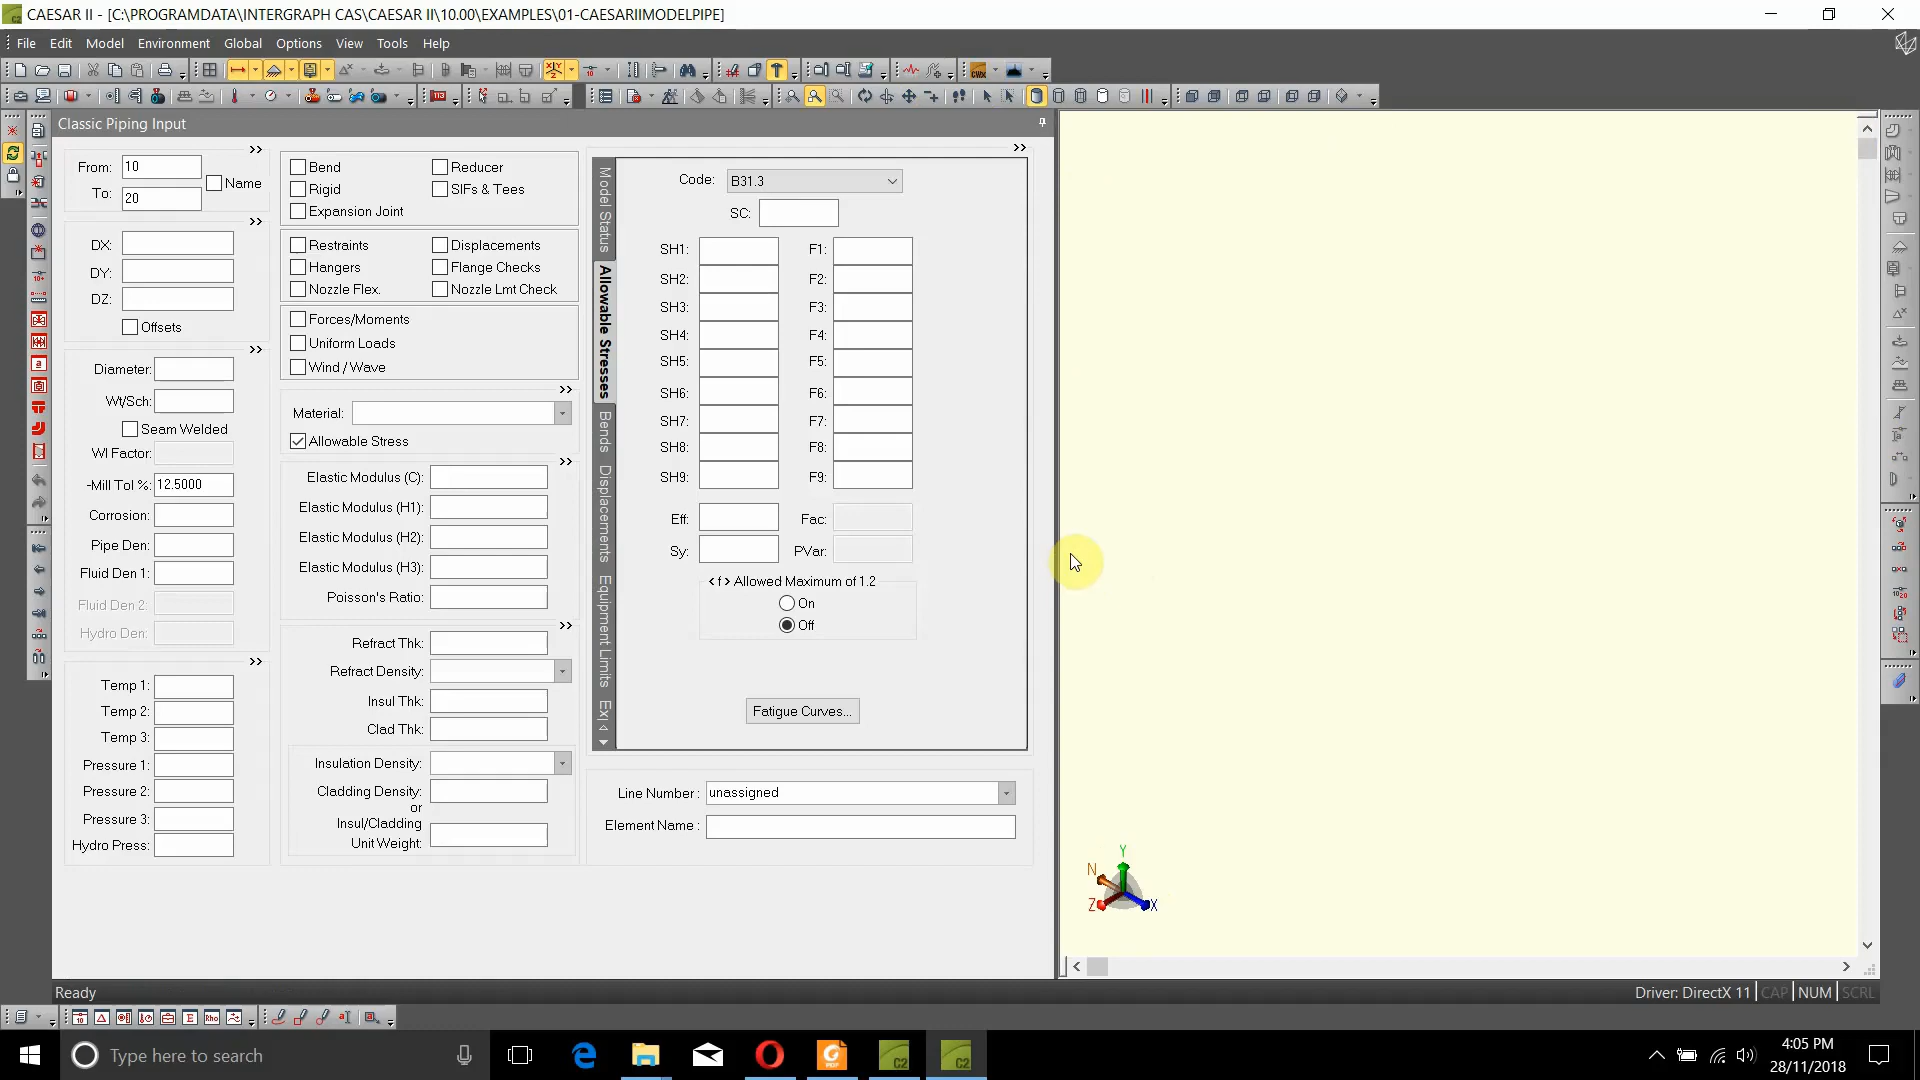 CAESAR II - [C:\PROGRAMDATA\INTERGRAPH CAS\CAESAR II\10.00\EXAMPLES\01-CAESARIIMODELPIPE]
File Edit Model Environment Global Options View Tools Help
Classic Piping Input
From: 10
To: 20
Name
DX:
DY:
DZ:
Offsets
Diameter:
Wt/Sch:
Seam Welded
WI Factor:
-Mill Tol %: 12.5000
Corrosion:
Pipe Den:
Fluid Den 1:
Fluid Den 2:
Hydro Den:
Temp 1:
Temp 2:
Temp 3:
Pressure 1:
Pressure 2:
Pressure 3:
Hydro Press:
Bend Reducer
Rigid SIFs & Tees
Expansion Joint
Restraints Displacements
Hangers Flange Checks
Nozzle Flex. Nozzle Lmt Check
Forces/Moments
Uniform Loads
Wind / Wave
Material:
Allowable Stress
Elastic Modulus (C):
Elastic Modulus (H1):
Elastic Modulus (H2):
Elastic Modulus (H3):
Poisson's Ratio:
Refract Thk:
Refract Density:
Insul Thk:
Clad Thk:
Insulation Density:
Cladding Density:
or
Insul/Cladding
Unit Weight:
Model Status
Allowable Stresses
Bends
Displacements
Equipment Limits
Ex
Code: B31.3
SC:
SH1: F1:
SH2: F2:
SH3: F3:
SH4: F4:
SH5: F5:
SH6: F6:
SH7: F7:
SH8: F8:
SH9: F9:
Eff: Fac:
Sy: PVar:
< f > Allowed Maximum of 1.2
On
Off
Fatigue Curves...
Line Number : unassigned
Element Name :
Y
N
Z X
Ready
Driver: DirectX 11 CAP NUM SCRL
Type here to search
4:05 PM
28/11/2018